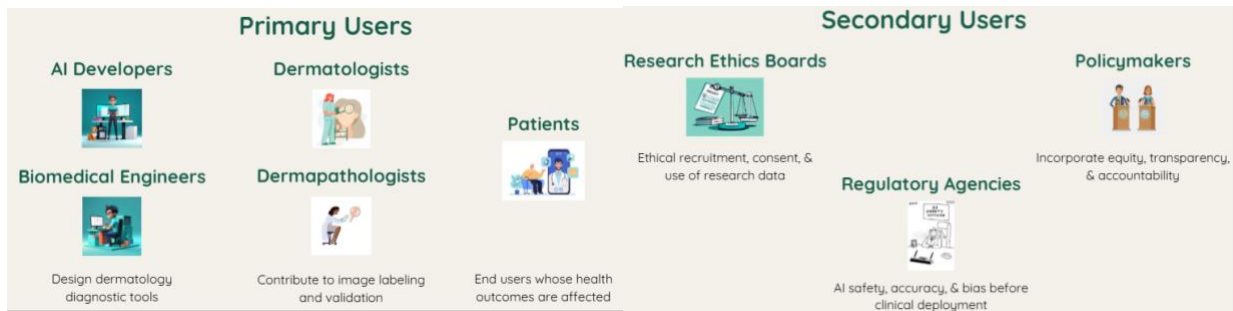 Primary Users
AI Developers
Dermatologists
Patients
Biomedical Engineers
Dermapathologists
Design dermatology
diagnostic tools
Contribute to image labeling
and validation
End users whose health
outcomes are affected
Secondary Users
Research Ethics Boards
Policymakers
Ethical recruitment, consent, &
use of research data
Incorporate equity, transparency,
& accountability
Regulatory Agencies
AI safety, accuracy, & bias before
clinical deployment